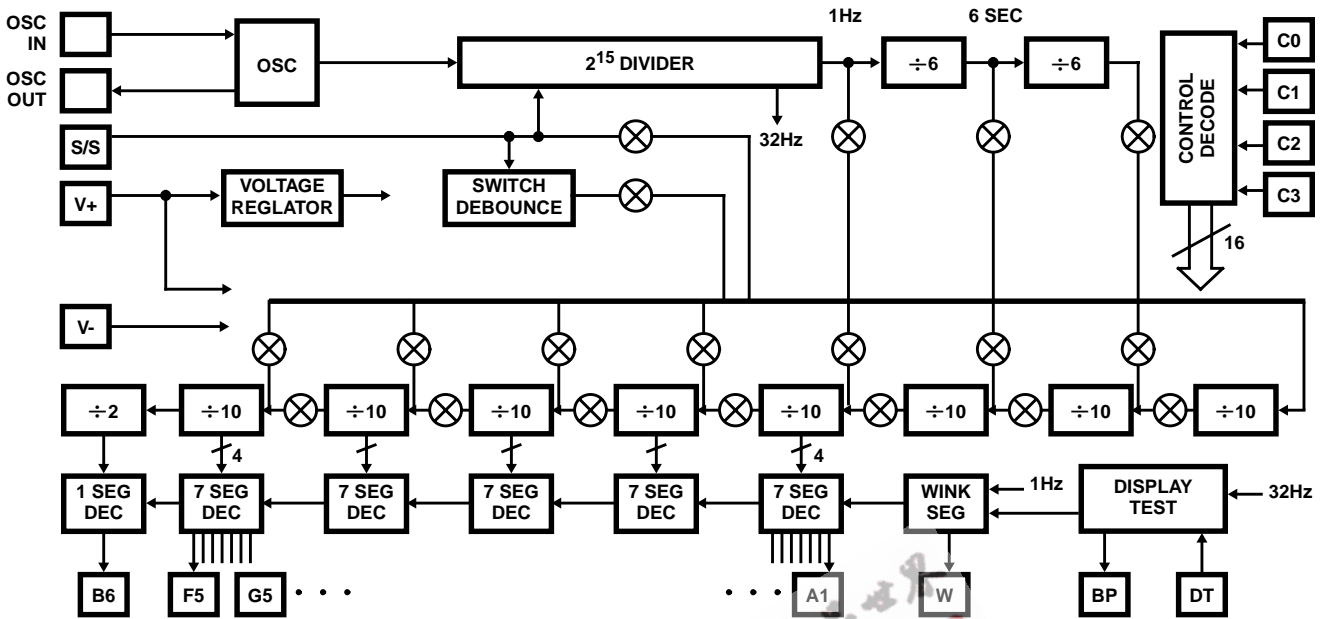 OSC
IN
OSC
OUT
OSC
2¹⁵ DIVIDER
1Hz
÷6
6 SEC
÷6
32Hz
CONTROL
DECODE
C0
C1
C2
C3
16
S/S
V+
VOLTAGE
REGLATOR
SWITCH
DEBOUNCE
V-
÷2
÷10
÷10
÷10
÷10
÷10
÷10
÷10
÷10
4
4
1 SEG
DEC
7 SEG
DEC
7 SEG
DEC
7 SEG
DEC
7 SEG
DEC
7 SEG
DEC
WINK
SEG
1Hz
DISPLAY
TEST
32Hz
B6
F5
G5
• • •
• • •
A1
W
BP
DT